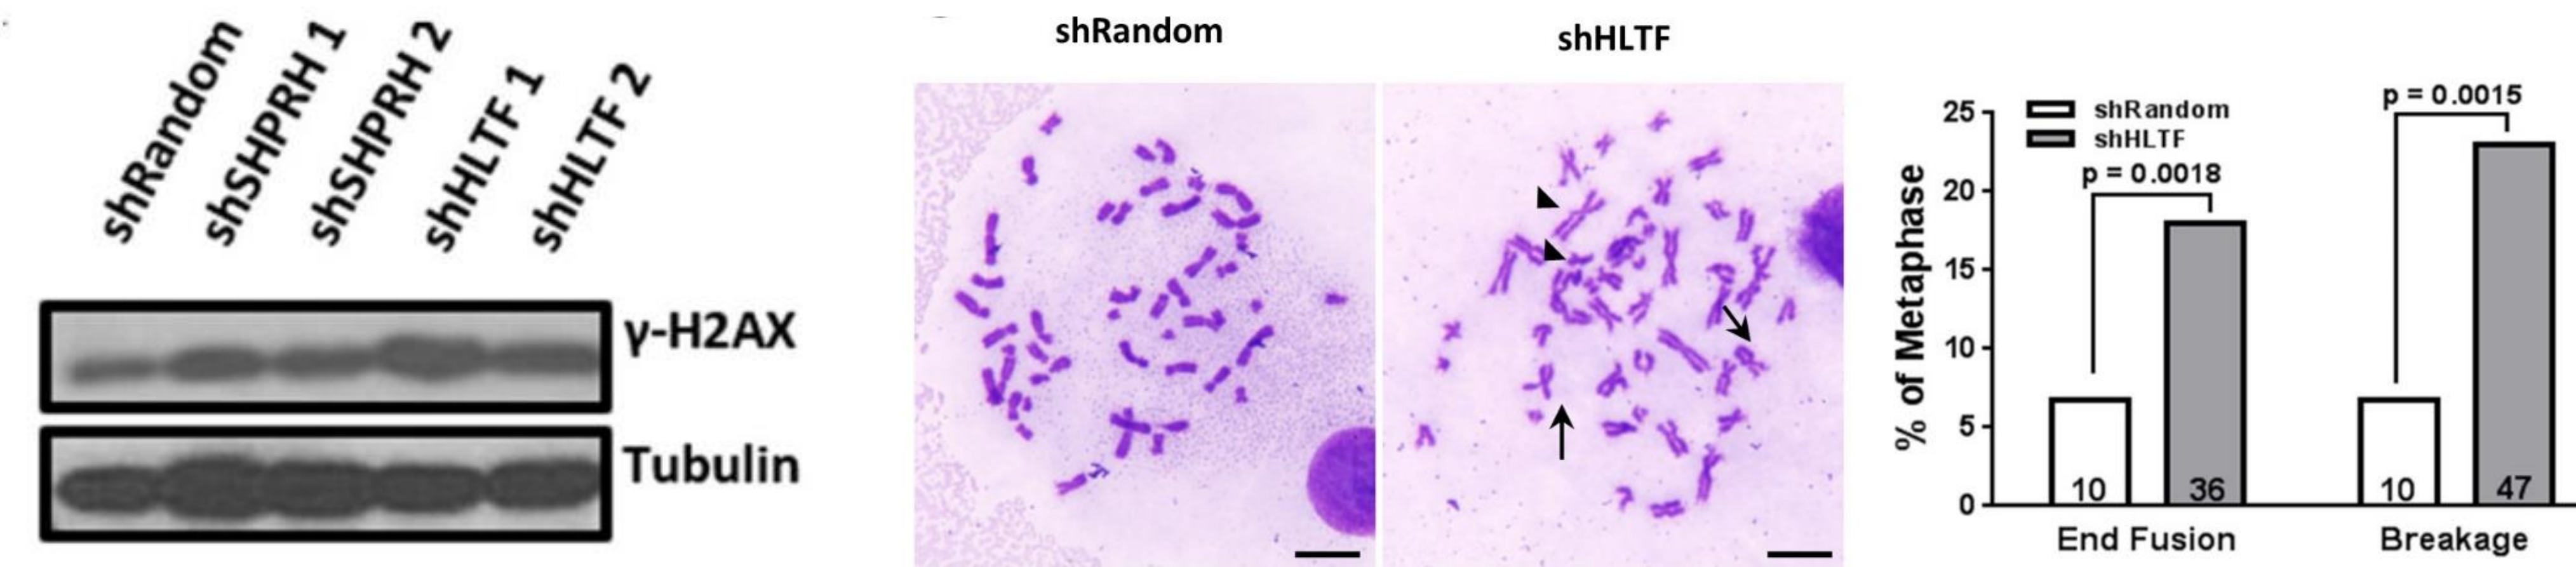 shRandom
shSHPRH 1
shSHPRH 2
shHLTF 1
shHLTF 2
γ-H2AX
Tubulin
shRandom
shHLTF
% of Metaphase
25
20
15
10
5
0
shRandom
shHLTF
p = 0.0018
p = 0.0015
10
36
10
47
End Fusion
Breakage